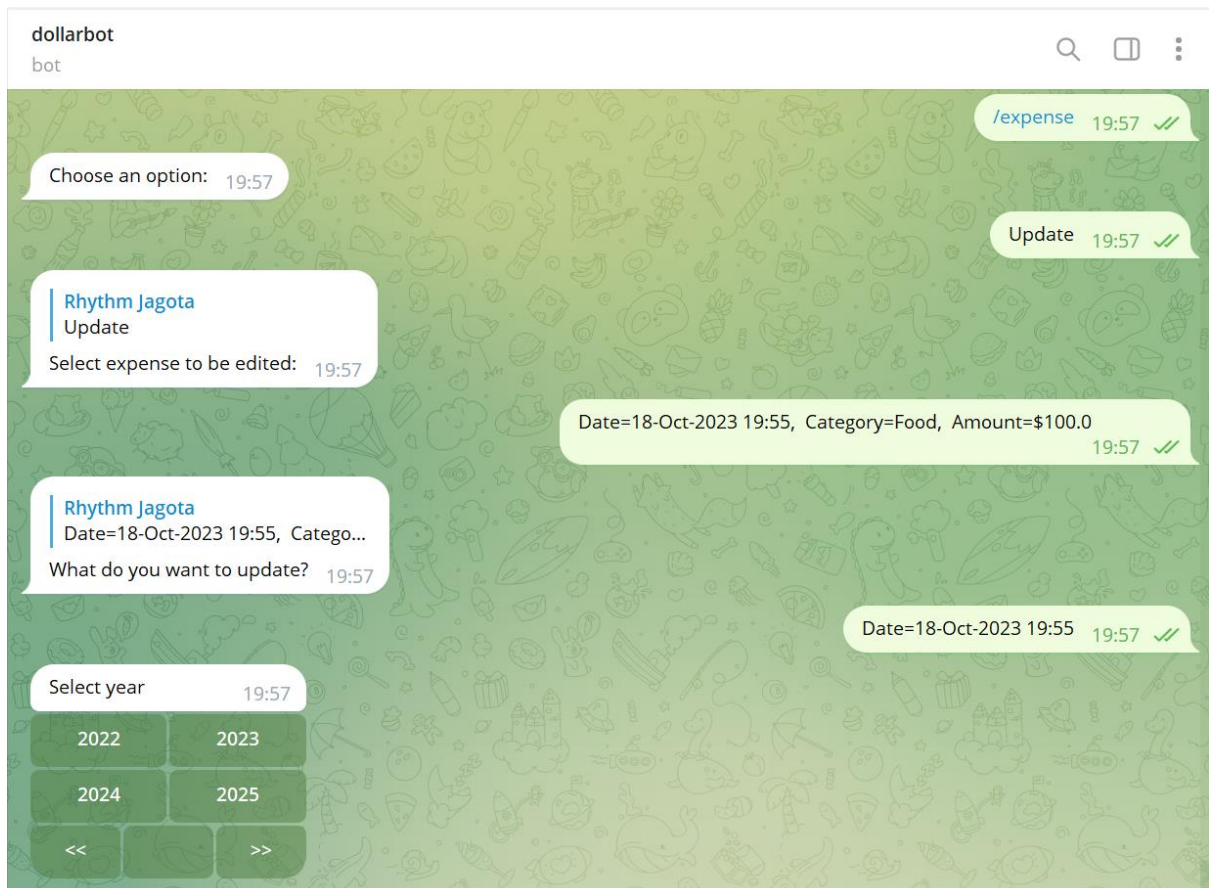 dollarbot
bot
/expense 19:57
Choose an option: 19:57
Update 19:57
Rhythm Jagota
Update
Select expense to be edited: 19:57
Date=18-Oct-2023 19:55, Category=Food, Amount=$100.0
19:57
Rhythm Jagota
Date=18-Oct-2023 19:55, Catego...
What do you want to update? 19:57
Date=18-Oct-2023 19:55 19:57
Select year 19:57
2022 2023
2024 2025
<< >>